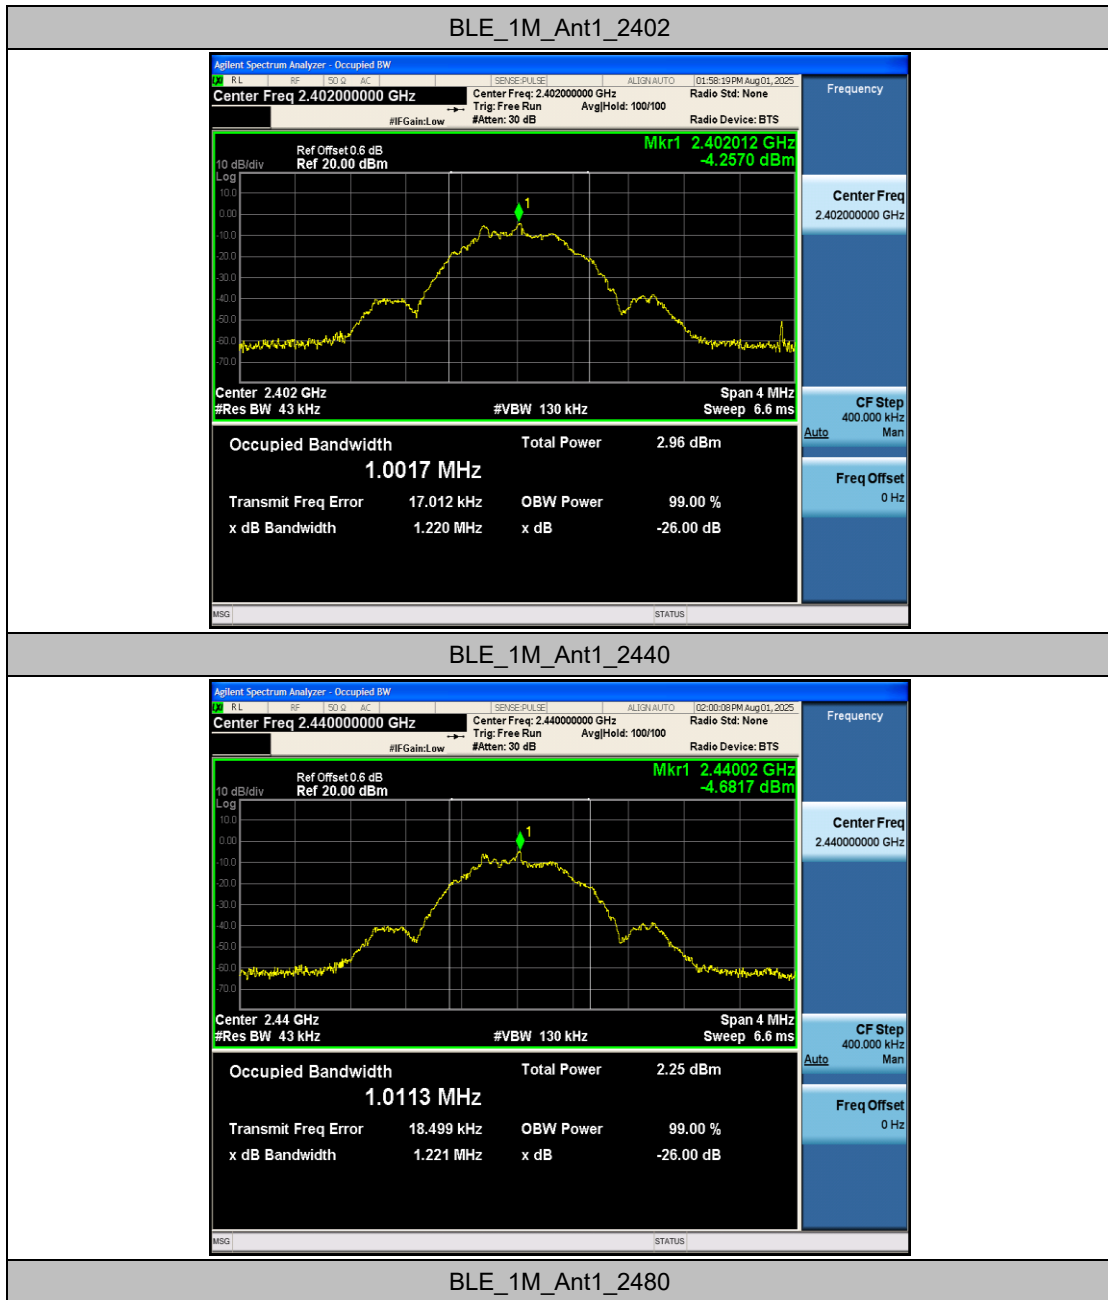 BLE_1M_Ant1_2402
Agilent Spectrum Analyzer - Occupied BW
RL RF 50 Ω AC SENSE:PULSE ALIGN AUTO 01:58:19 PM Aug 01, 2025
Center Freq 2.402000000 GHz Center Freq: 2.402000000 GHz Radio Std: None Frequency
Trig: Free Run Avg|Hold: 100/100
#IFGain:Low #Atten: 30 dB Radio Device: BTS
Mkr1 2.402012 GHz
Ref Offset 0.6 dB
10 dB/div Ref 20.00 dBm -4.2570 dBm
Log
10.0
0.00
-10.0
-20.0
-30.0
-40.0
-50.0
-60.0
-70.0
1
Center Freq
2.402000000 GHz
Center 2.402 GHz Span 4 MHz
#Res BW 43 kHz #VBW 130 kHz Sweep 6.6 ms
CF Step
400.000 kHz
Auto Man
Occupied Bandwidth Total Power 2.96 dBm
1.0017 MHz
Freq Offset
0 Hz
Transmit Freq Error 17.012 kHz OBW Power 99.00 %
x dB Bandwidth 1.220 MHz x dB -26.00 dB
MSG STATUS
BLE_1M_Ant1_2440
Agilent Spectrum Analyzer - Occupied BW
RL RF 50 Ω AC SENSE:PULSE ALIGN AUTO 02:00:08 PM Aug 01, 2025
Center Freq 2.440000000 GHz Center Freq: 2.440000000 GHz Radio Std: None Frequency
Trig: Free Run Avg|Hold: 100/100
#IFGain:Low #Atten: 30 dB Radio Device: BTS
Mkr1 2.44002 GHz
Ref Offset 0.6 dB
10 dB/div Ref 20.00 dBm -4.6817 dBm
Log
10.0
0.00
-10.0
-20.0
-30.0
-40.0
-50.0
-60.0
-70.0
1
Center Freq
2.440000000 GHz
Center 2.44 GHz Span 4 MHz
#Res BW 43 kHz #VBW 130 kHz Sweep 6.6 ms
CF Step
400.000 kHz
Auto Man
Occupied Bandwidth Total Power 2.25 dBm
1.0113 MHz
Freq Offset
0 Hz
Transmit Freq Error 18.499 kHz OBW Power 99.00 %
x dB Bandwidth 1.221 MHz x dB -26.00 dB
MSG STATUS
BLE_1M_Ant1_2480